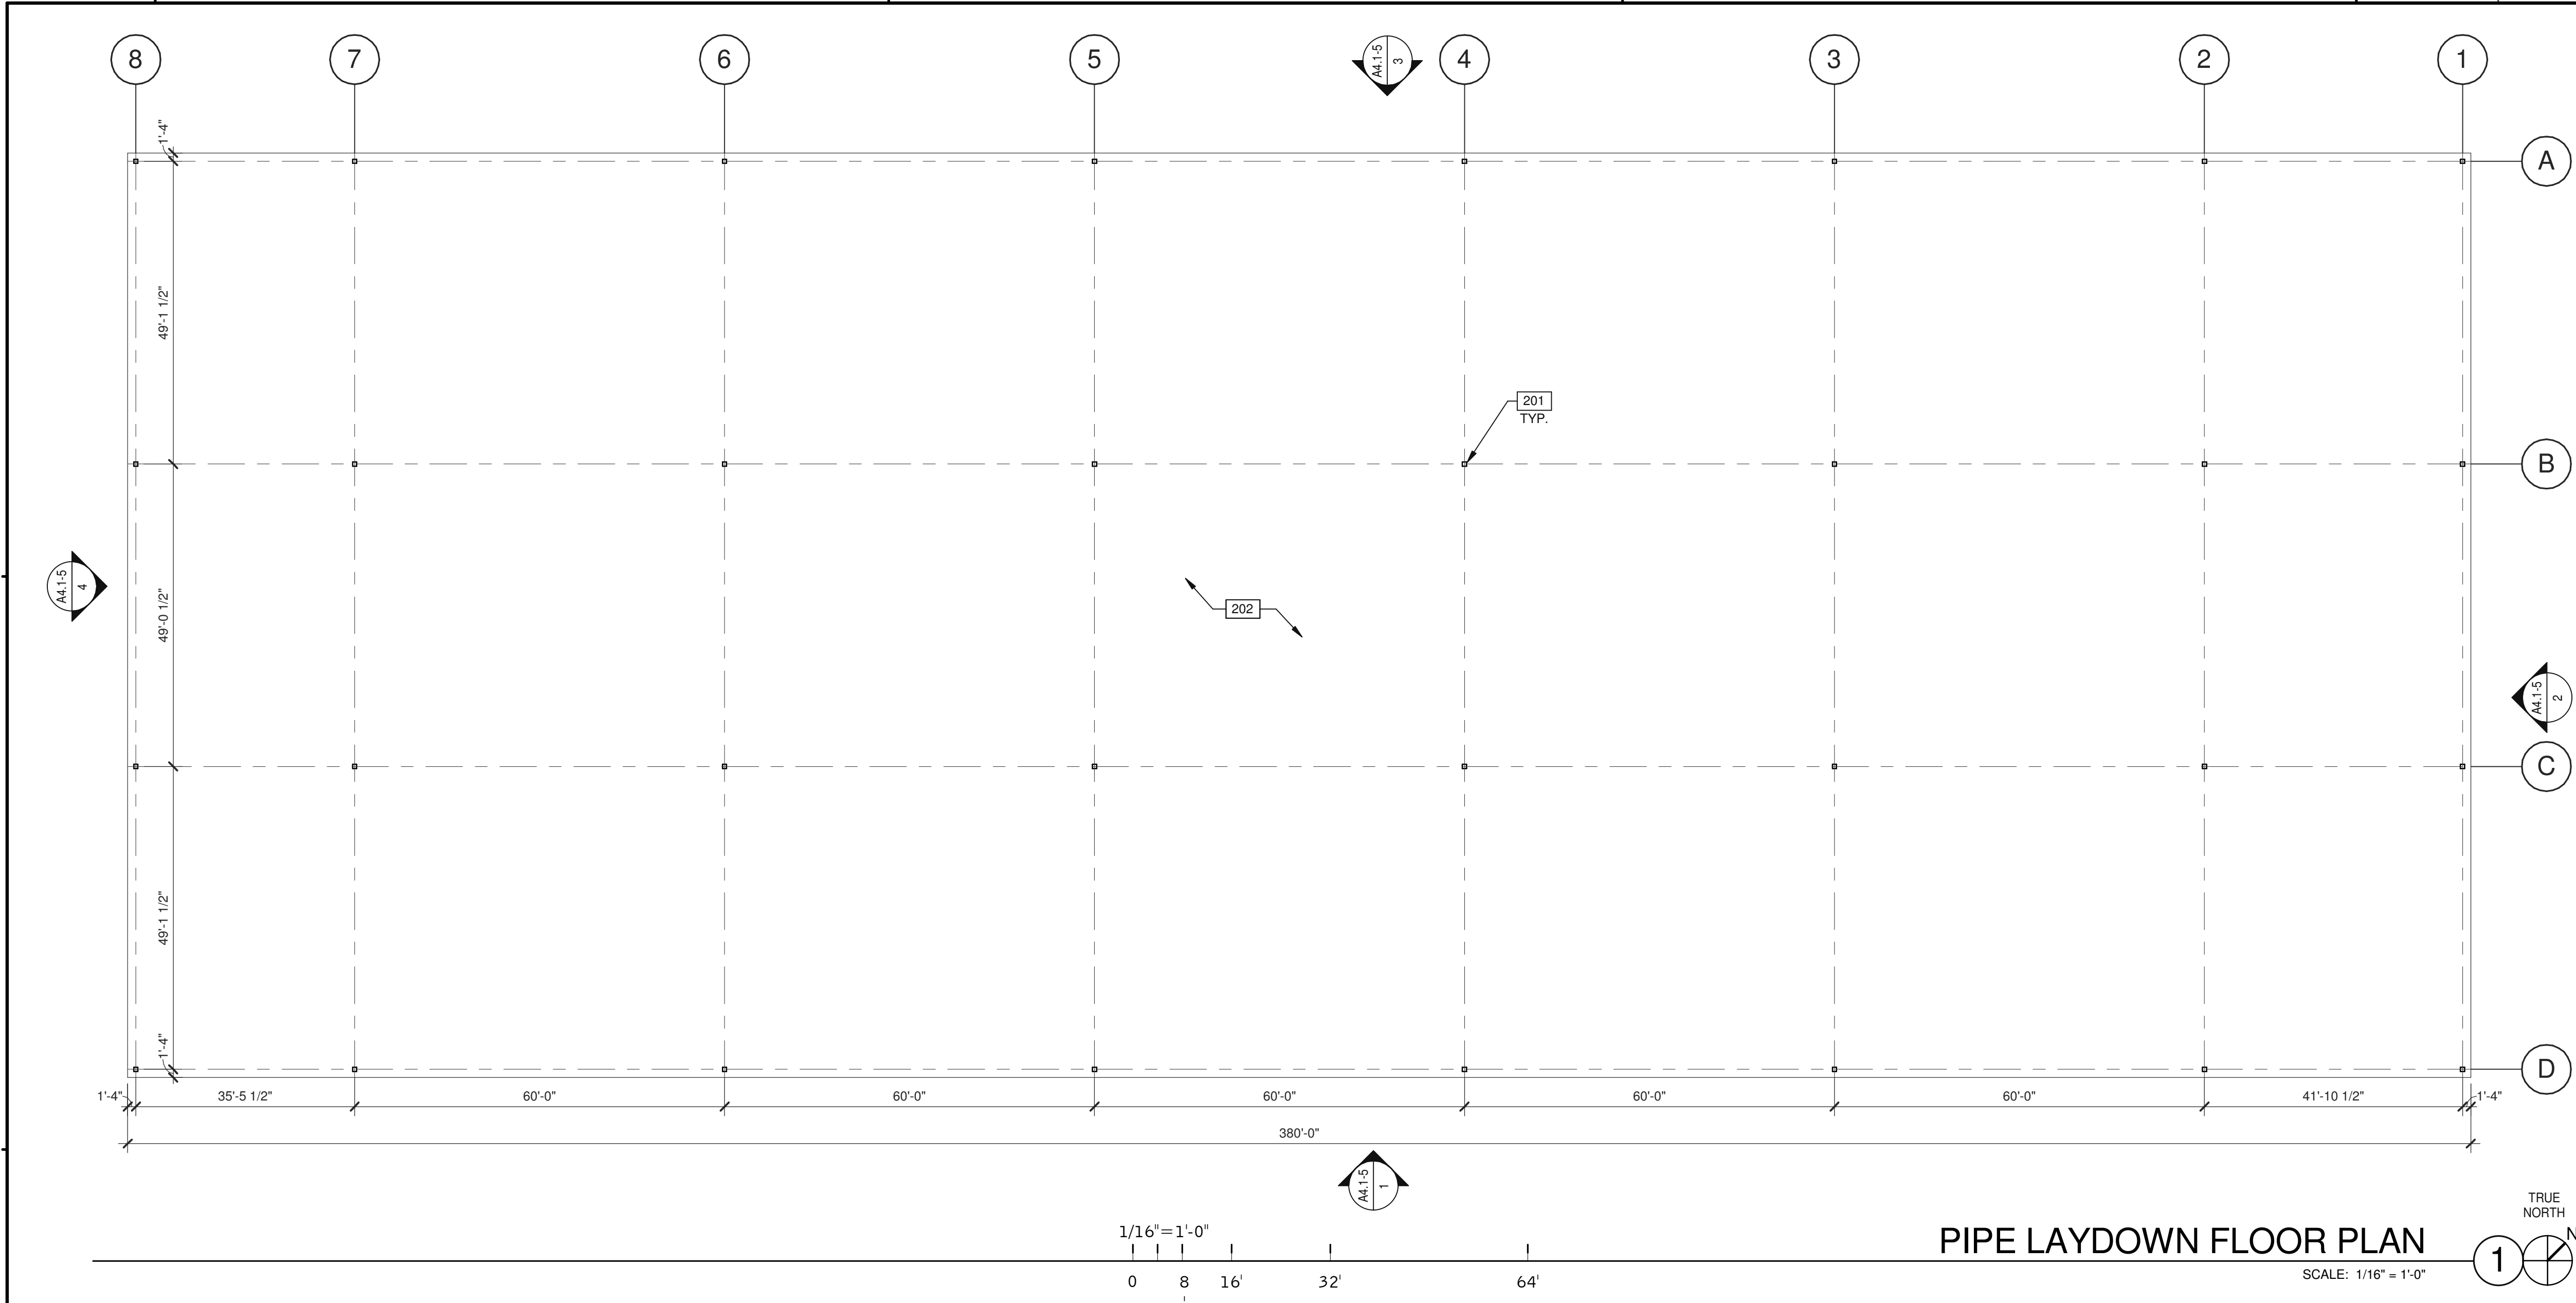 8 7 6 5 4 3 2 1
A4.1-5
3
1'-4"
A
49'-1 1/2"
201
TYP.
B
A4.1-5
4
49'-0 1/2"
202
A4.1-5
2
C
49'-1 1/2"
1'-4"
D
1'-4" 35'-5 1/2" 60'-0" 60'-0" 60'-0" 60'-0" 60'-0" 41'-10 1/2" 1'-4"
380'-0"
A4.1-5
1
TRUE
NORTH
N
1/16"=1'-0"
PIPE LAYDOWN FLOOR PLAN
1
SCALE: 1/16" = 1'-0"
0 8 16' 32' 64'